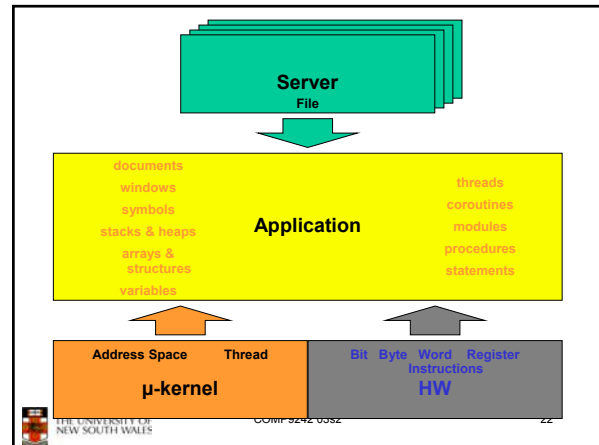 Server
File
documents
windows
symbols
stacks & heaps
arrays &
structures
variables
Application
threads
coroutines
modules
procedures
statements
Address Space Thread
μ-kernel
Bit Byte Word Register
Instructions
HW
THE UNIVERSITY OF
NEW SOUTH WALES
COMP9242 03s2
22